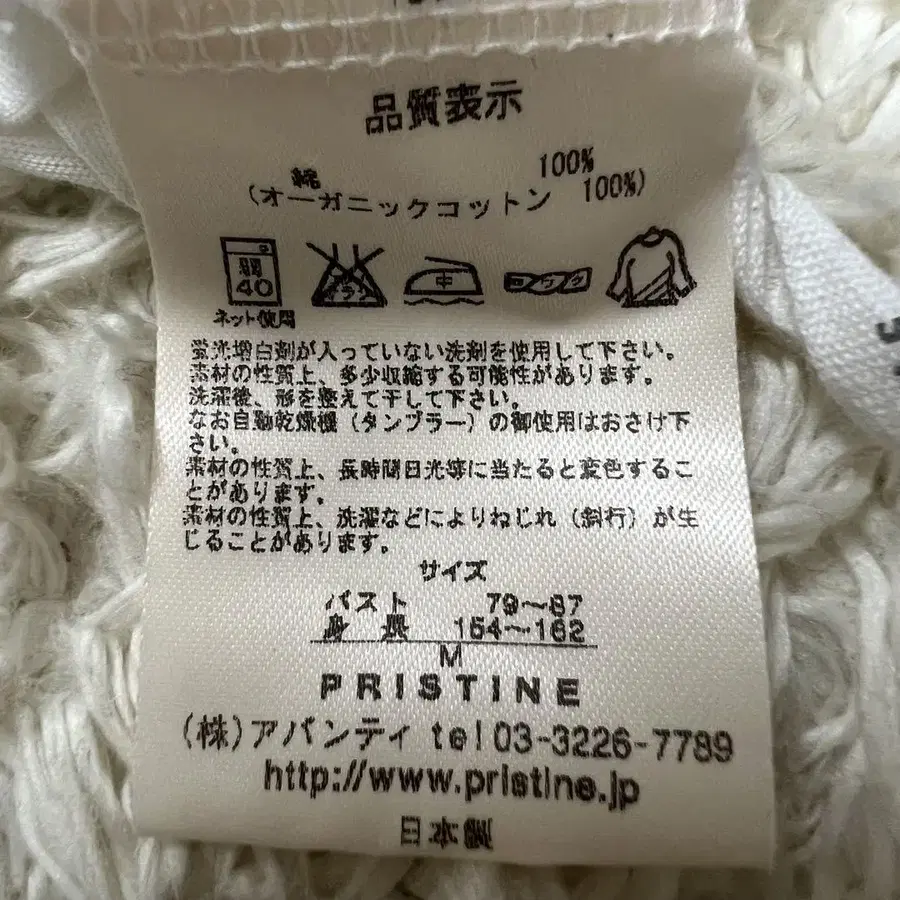 品質表示
綿 100%
(オーガニックコットン 100%)
弱
40
エンソ
中
ネット使用
蛍光増白剤が入っていない洗剤を使用して下さい。
素材の性質上、多少収縮する可能性があります。
洗濯後、形を整えて干して下さい。
なお自動乾燥機（タンブラー）の御使用はおさけ下
さい。
素材の性質上、長時間日光等に当たると変色するこ
とがあります。
素材の性質上、洗濯などによりねじれ（斜行）が生
じることがあります。
サイズ
バスト 79〜87
身長 154〜162
M
PRISTINE
(株)アバンティ tel 03-3226-7789
http://www.pristine.jp
日本製